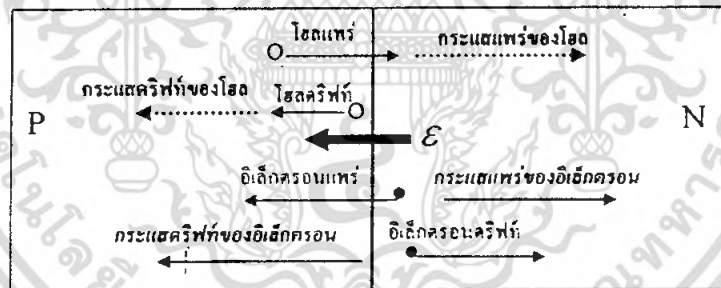 โฮลแพร่
กระแสแพร่ของโฮล
กระแสดริฟท์ของโฮล
โฮลดริฟท์
P
N
ε
อิเล็กตรอนแพร่
กระแสแพร่ของอิเล็กตรอน
กระแสดริฟท์ของอิเล็กตรอน
อิเล็กตรอนดริฟท์